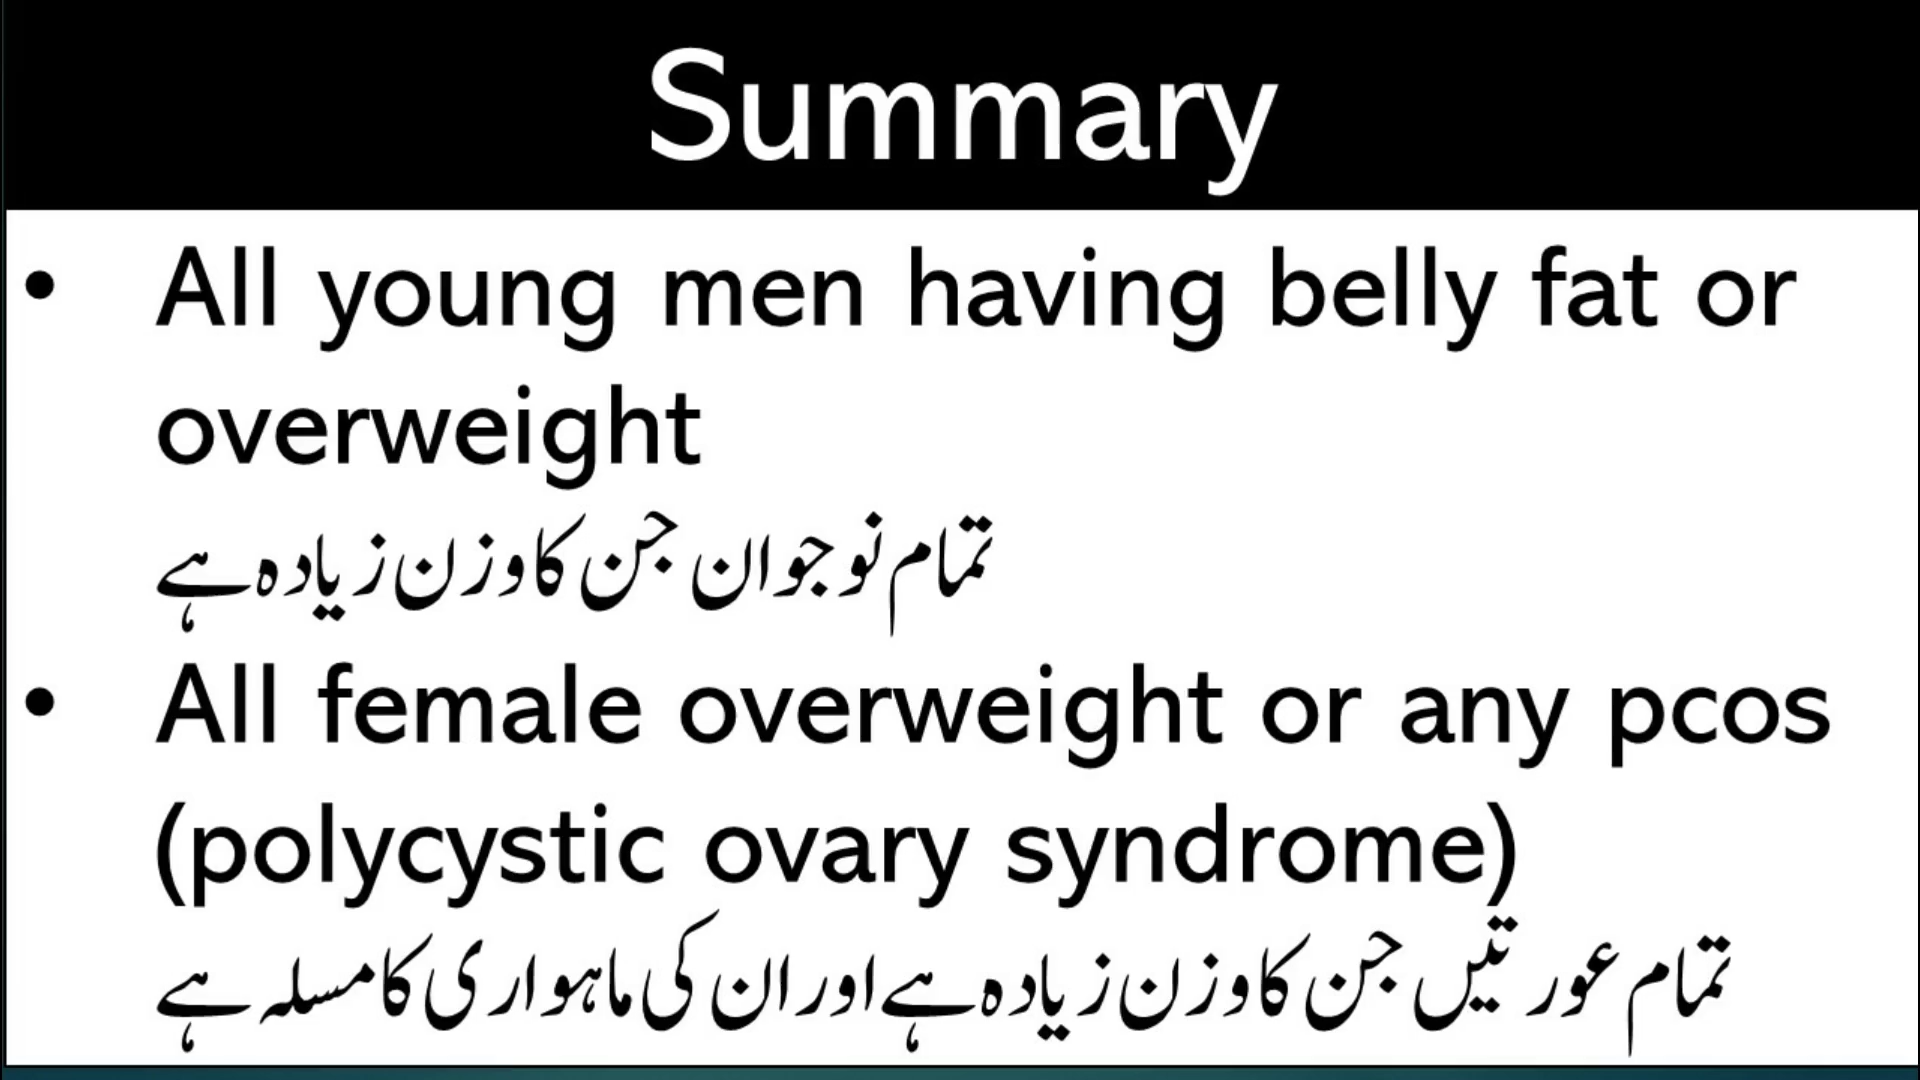 Summary
• All young men having belly fat or
overweight
تمام نوجوان جن کا وزن زیادہ ہے
• All female overweight or any pcos
(polycystic ovary syndrome)
تمام عورتیں جن کا وزن زیادہ ہے اور ان کی ماہواری کا مسلہ ہے